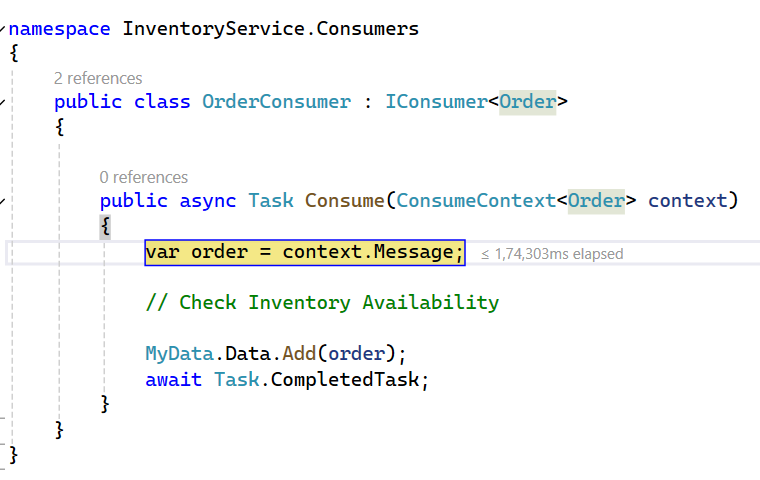 namespace InventoryService.Consumers
{
2 references
public class OrderConsumer : IConsumer<Order>
{
0 references
public async Task Consume(ConsumeContext<Order> context)
{
var order = context.Message; ≤ 1,74,303ms elapsed
// Check Inventory Availability
MyData.Data.Add(order);
await Task.CompletedTask;
}
}
}